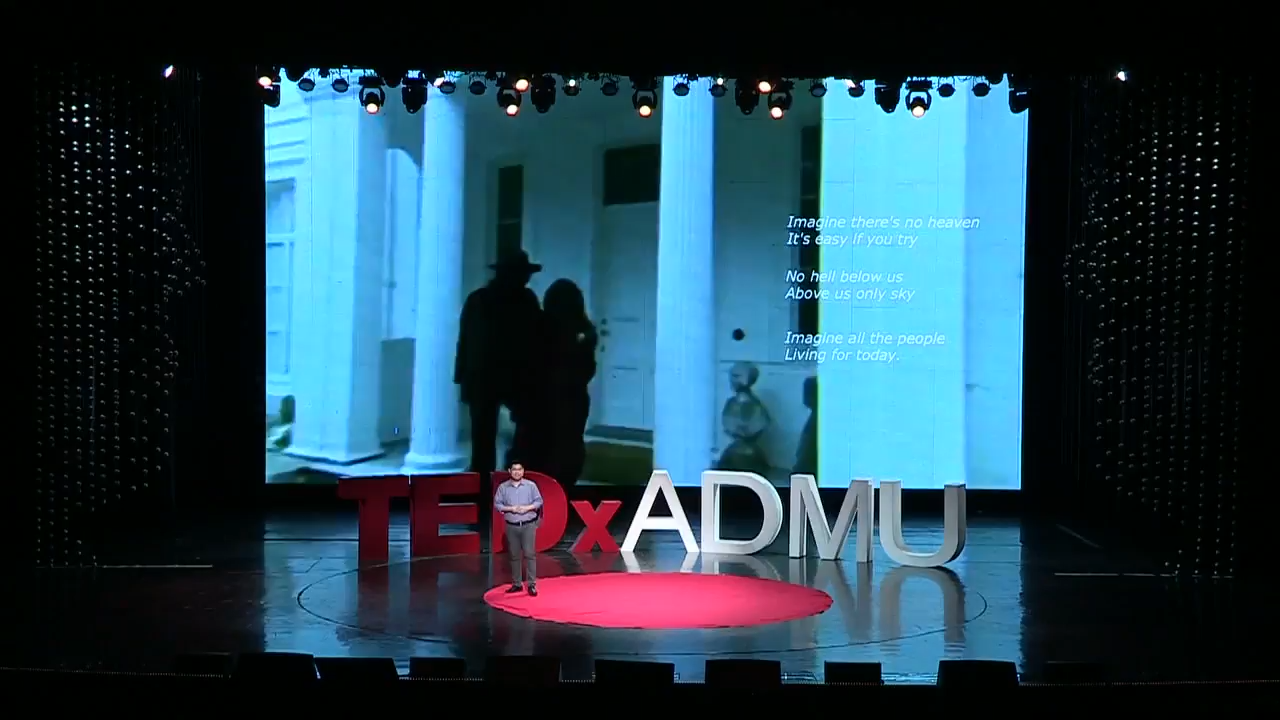 Imagine there's no heaven
It's easy if you try
No hell below us
Above us only sky
Imagine all the people
Living for today.
TEDxADMU